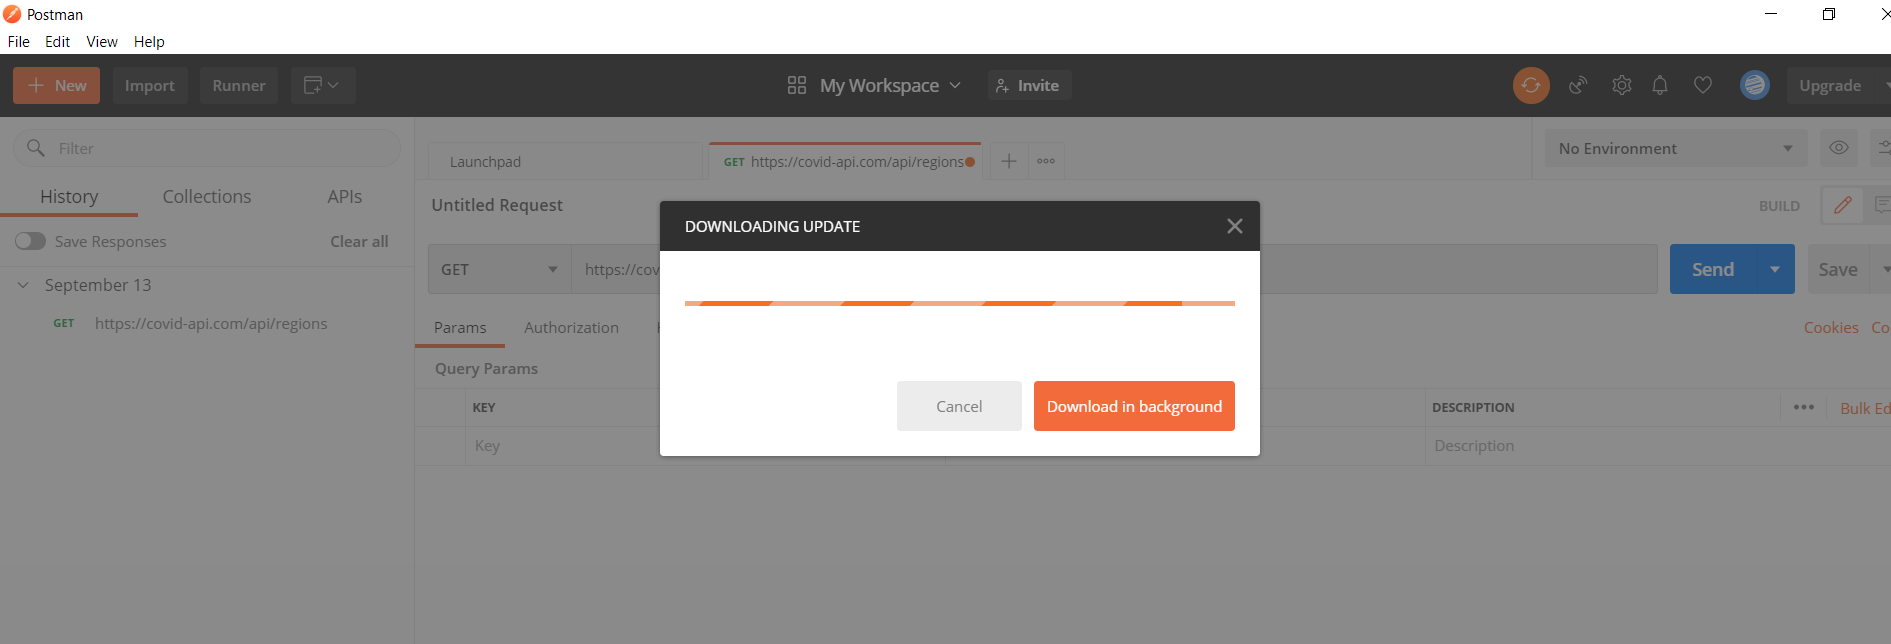 Postman
File Edit View Help
New Import Runner My Workspace Invite Upgrade
Filter
History Collections APIs
Save Responses Clear all
September 13
GET https://covid-api.com/api/regions
Launchpad GET https://covid-api.com/api/regions No Environment
Untitled Request BUILD
GET https://cov Send Save
Params Authorization Cookies Co
Query Params
KEY DESCRIPTION Bulk Ed
Key Description
DOWNLOADING UPDATE
Cancel Download in background